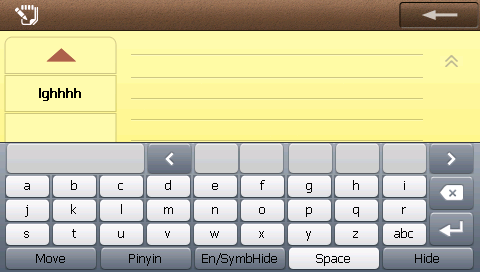 lghhhh
a b c d e f g h i
j k l m n o p q r
s t u v w x y z abc
Move Pinyin En/SymbHide Space Hide